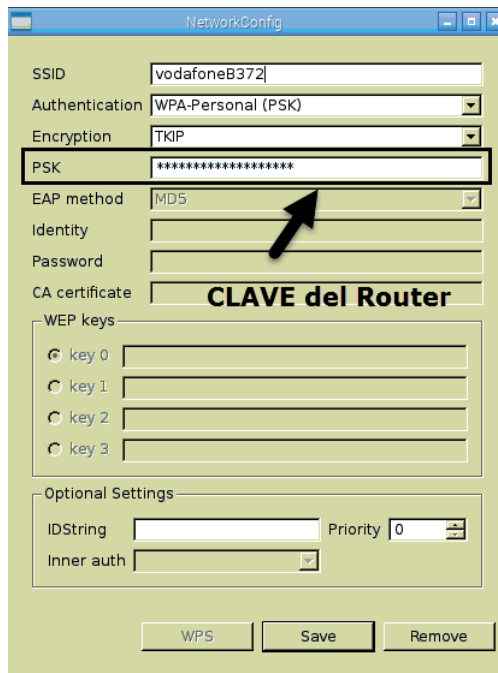 NetworkConfig
SSID vodafoneB372
Authentication WPA-Personal (PSK)
Encryption TKIP
PSK *******************
EAP method MD5
Identity
Password
CA certificate
CLAVE del Router
WEP keys
key 0
key 1
key 2
key 3
Optional Settings
IDString Priority 0
Inner auth
WPS Save Remove